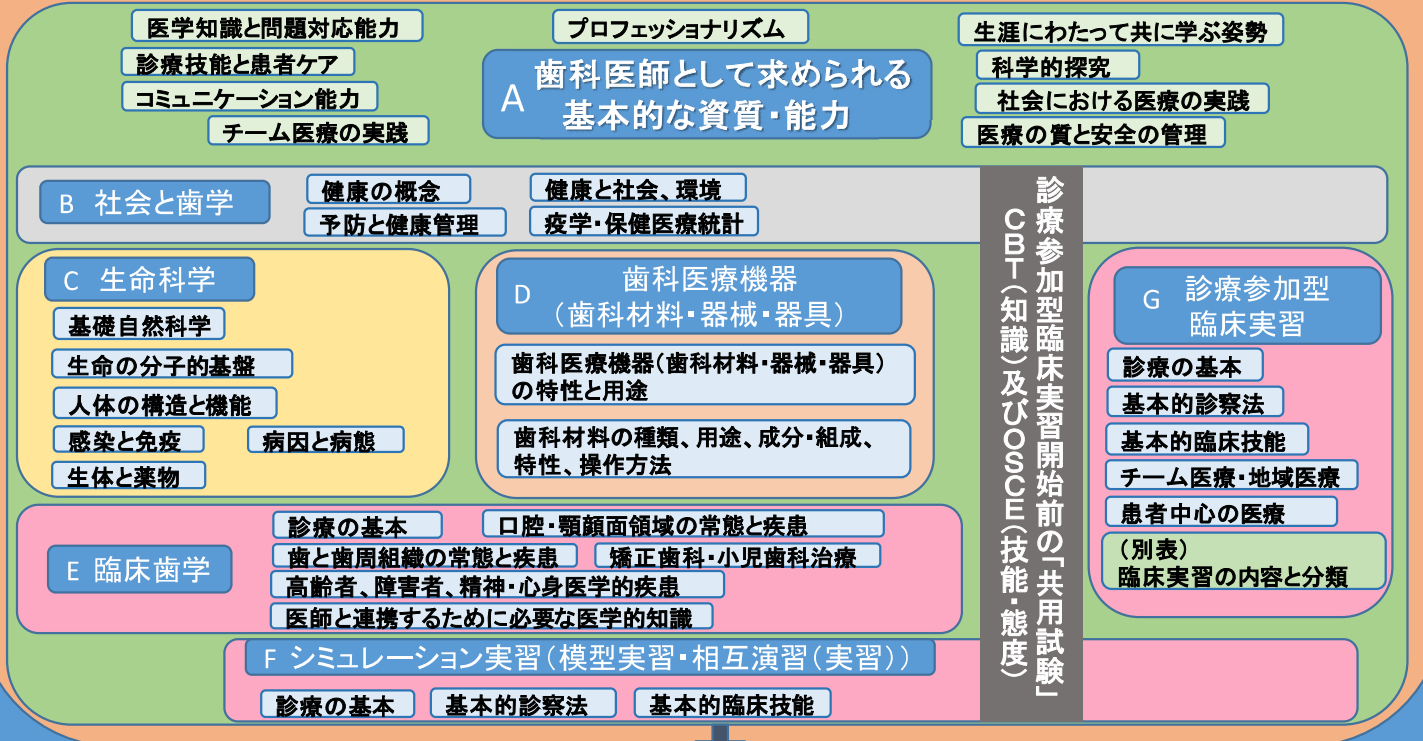 医学知識と問題対応能力
診療技能と患者ケア
コミュニケーション能力
チーム医療の実践
プロフェッショナリズム
A 歯科医師として求められる
基本的な資質・能力
生涯にわたって共に学ぶ姿勢
科学的探究
社会における医療の実践
医療の質と安全の管理
B 社会と歯学
健康の概念
健康と社会、環境
予防と健康管理
疫学・保健医療統計
C 生命科学
基礎自然科学
生命の分子的基盤
人体の構造と機能
感染と免疫
病因と病態
生体と薬物
D 歯科医療機器
（歯科材料・器械・器具）
歯科医療機器（歯科材料・器械・器具）
の特性と用途
歯科材料の種類、用途、成分・組成、
特性、操作方法
E 臨床歯学
診療の基本
口腔・顎顔面領域の常態と疾患
歯と歯周組織の常態と疾患
矯正歯科・小児歯科治療
高齢者、障害者、精神・心身医学的疾患
医師と連携するために必要な医学的知識
F シミュレーション実習（模型実習・相互演習（実習））
診療の基本
基本的診察法
基本的臨床技能
診療参加型臨床実習開始前の「共用試験」
CBT（知識）及びOSCE（技能・態度）
G 診療参加型
臨床実習
診療の基本
基本的診察法
基本的臨床技能
チーム医療・地域医療
患者中心の医療
（別表）
臨床実習の内容と分類